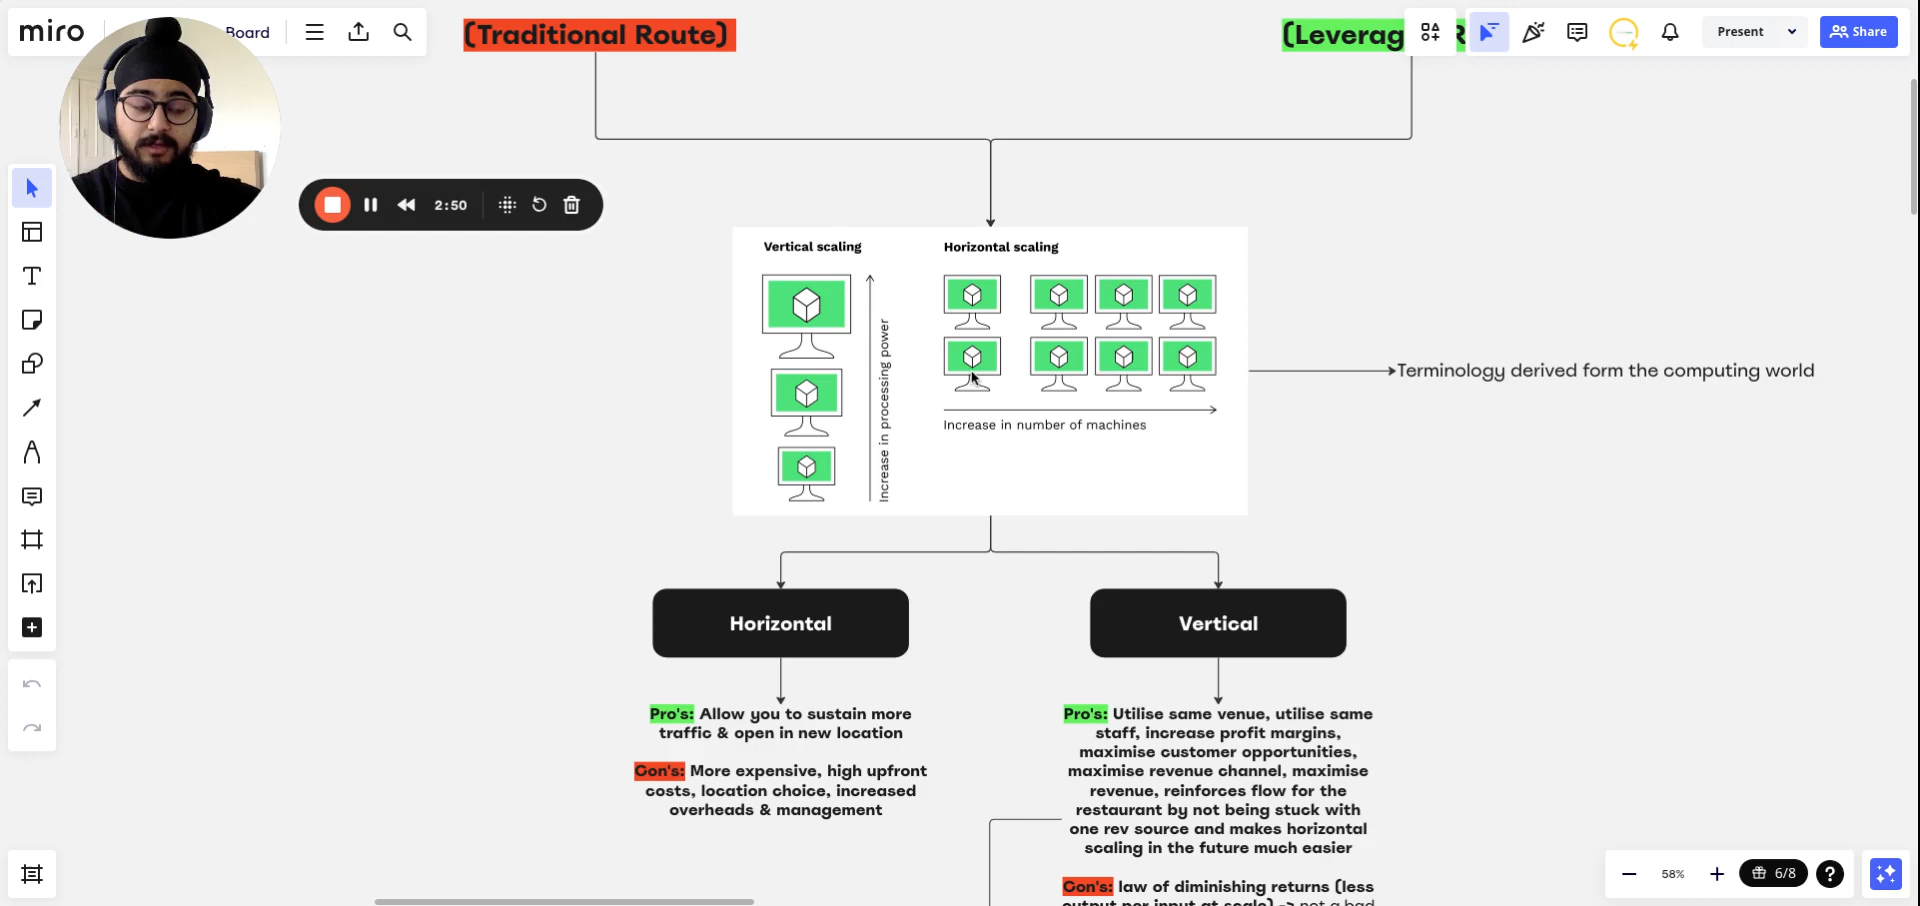 miro
Board
(Traditional Route)
(Leverag
R
Present
Share
2:50
Vertical scaling
Horizontal scaling
Increase in processing power
Increase in number of machines
Terminology derived form the computing world
Horizontal
Vertical
Pro's: Allow you to sustain more
traffic & open in new location
Con's: More expensive, high upfront
costs, location choice, increased
overheads & management
Pro's: Utilise same venue, utilise same
staff, increase profit margins,
maximise customer opportunities,
maximise revenue channel, maximise
revenue, reinforces flow for the
restaurant by not being stuck with
one rev source and makes horizontal
scaling in the future much easier
Con's: law of diminishing returns (less
output per input at scale) -> not a bad
58%
6/8
?